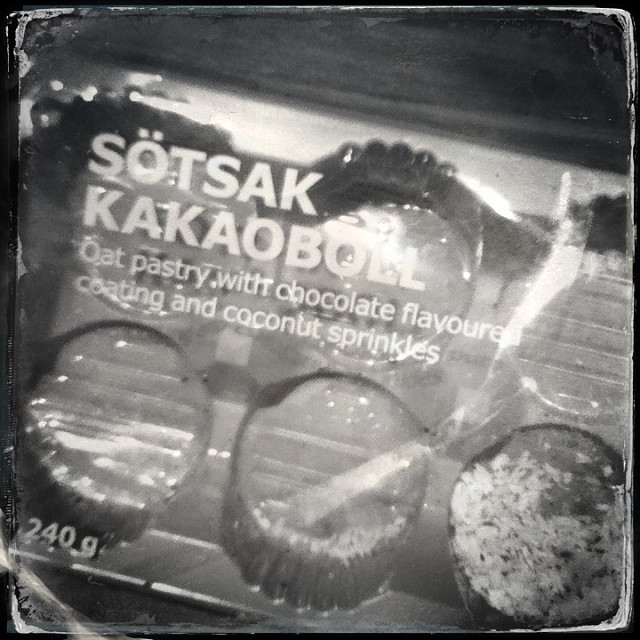 SÖTSAK
KAKAOBOLL
Oat pastry with chocolate flavoured
coating and coconut sprinkles
240 g